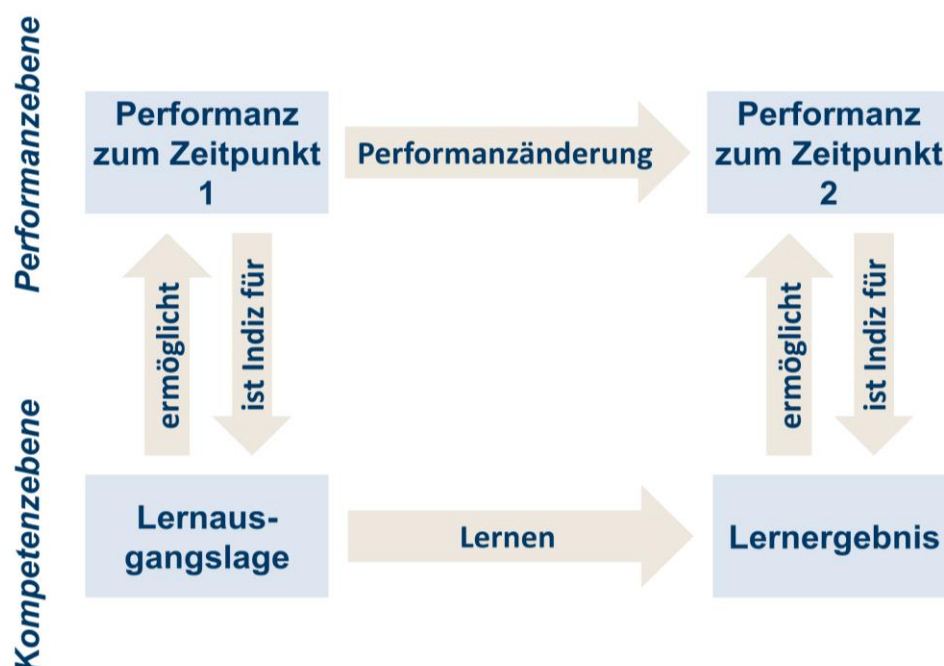 Performanzebene
Performanz
zum Zeitpunkt
1
Performanzänderung
Performanz
zum Zeitpunkt
2
ermöglicht
ist Indiz für
ermöglicht
ist Indiz für
Kompetenzebene
Lernaus-
gangslage
Lernen
Lernergebnis